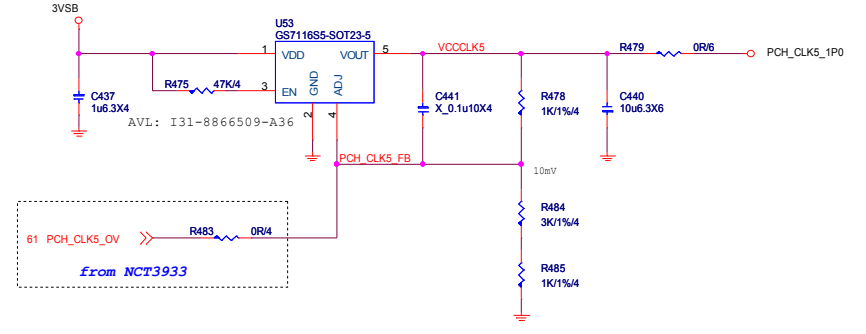 3VSB
U53
GS7116S5-SOT23-5
1 VDD VOUT 5 VCCCLK5 R479 0R/6 PCH_CLK5_1P0
R475 47K/4 3 EN GND ADJ
C437
1u6.3X4
2 4
C441
X_0.1u10X4
R478
1K/1%/4
C440
10u6.3X6
AVL: I31-8866509-A36
PCH_CLK5_FB
10mV
R484
3K/1%/4
61 PCH_CLK5_OV R483 0R/4
from NCT3933
R485
1K/1%/4